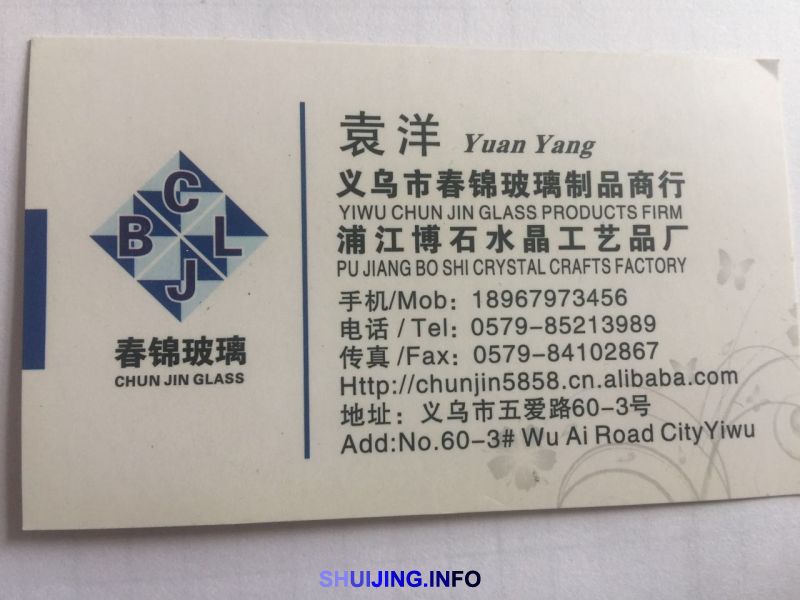 C
B L
J
春锦玻璃
CHUN JIN GLASS
袁洋 Yuan Yang
义乌市春锦玻璃制品商行
YIWU CHUN JIN GLASS PRODUCTS FIRM
浦江博石水晶工艺品厂
PU JIANG BO SHI CRYSTAL CRAFTS FACTORY
手机/Mob：18967973456
电话/Tel：0579-85213989
传真/Fax：0579-84102867
Http://chunjin5858.cn.alibaba.com
地址：义乌市五爱路60-3号
Add:No.60-3# Wu Ai Road CityYiwu
SHUIJING.INFO